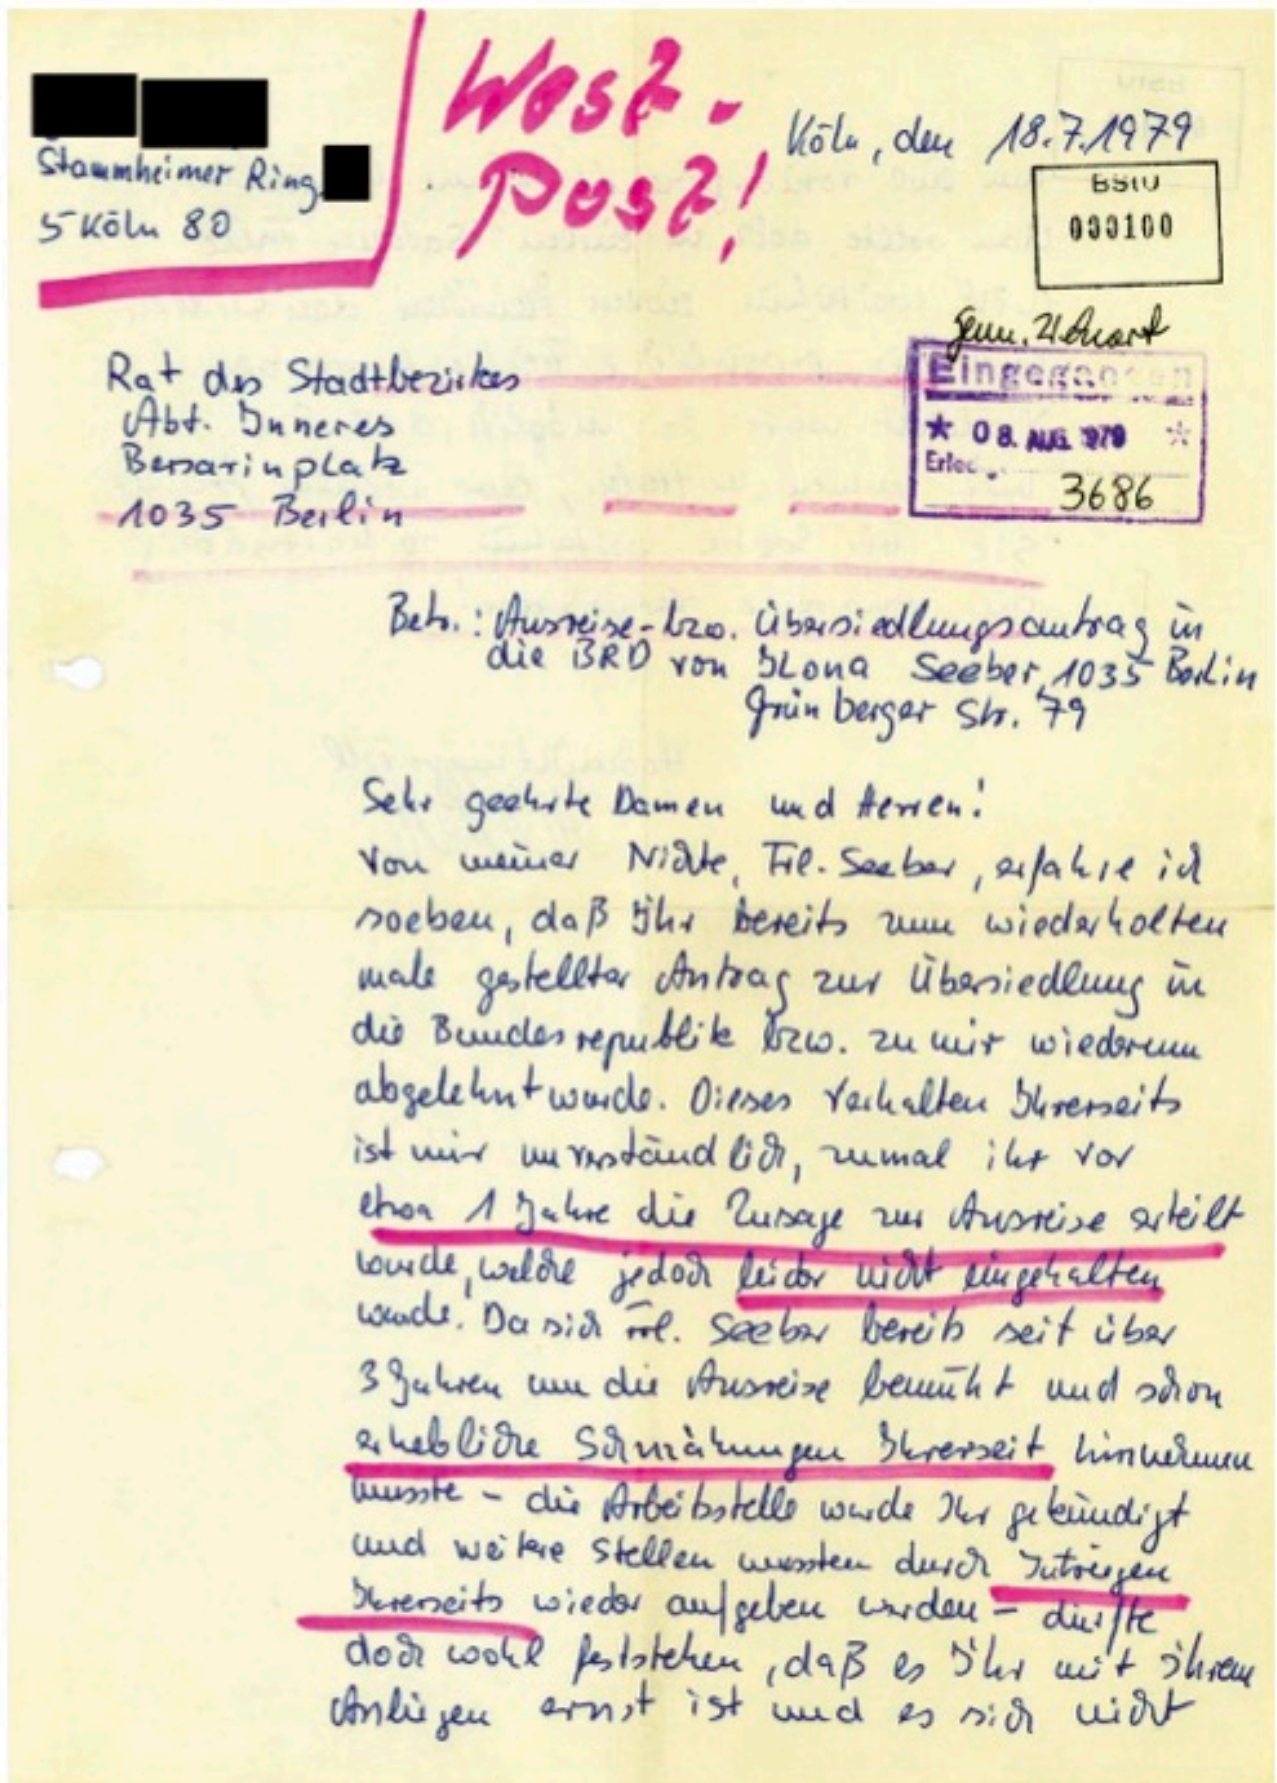 West-
Post!
Köln, den 18.7.1979
Stammheimer Ring
5 Köln 80
BStU
000100
Gen.
Eingegangen
* 08. AUG. 1979 *
Erled.
3686
Rat des Stadtbezirkes
Abt. Inneres
Bersarinplatz
1035 Berlin
Betr.: Ausreise- bzw. Übersiedlungsantrag in
die BRD von Ilona Seeber, 1035 Berlin
Grünberger Str. 79
Sehr geehrte Damen und Herren!
Von meiner Nichte, Frl. Seeber, erfahre ich
soeben, daß Ihr bereits zum wiederholten
male gestellter Antrag zur Übersiedlung in
die Bundesrepublik bzw. zu mir wiederum
abgelehnt wurde. Dieses Verhalten Ihrerseits
ist mir unverständlich, zumal ihr vor
etwa 1 Jahre die Zusage zur Ausreise erteilt
wurde, welche jedoch leider nicht eingehalten
wurde. Da sich Frl. Seeber bereits seit über
3 Jahren um die Ausreise bemüht und schon
erhebliche Schmähungen Ihrerseit hinnehmen
musste - die Arbeitsstelle wurde Ihr gekündigt
und weitere Stellen mussten durch Intriegen
Ihrerseits wieder aufgeben werden - dürfte
doch wohl feststehen, daß es Ihr mit ihrem
Anliegen ernst ist und es sich nicht